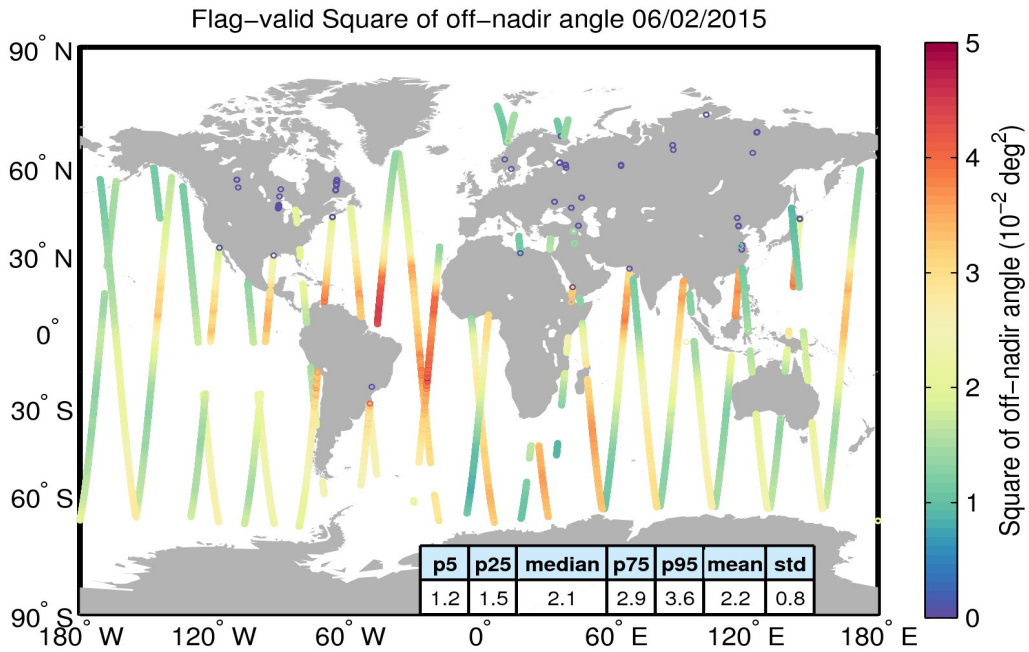 Flag−valid Square of off−nadir angle 06/02/2015
90° N
60° N
30° N
0°
30° S
60° S
90° S
180° W
120° W
60° W
0°
60° E
120° E
180° E
p5 p25 median p75 p95 mean std
1.2 1.5 2.1 2.9 3.6 2.2 0.8
5
4
3
2
1
0
Square of off−nadir angle (10⁻² deg²)